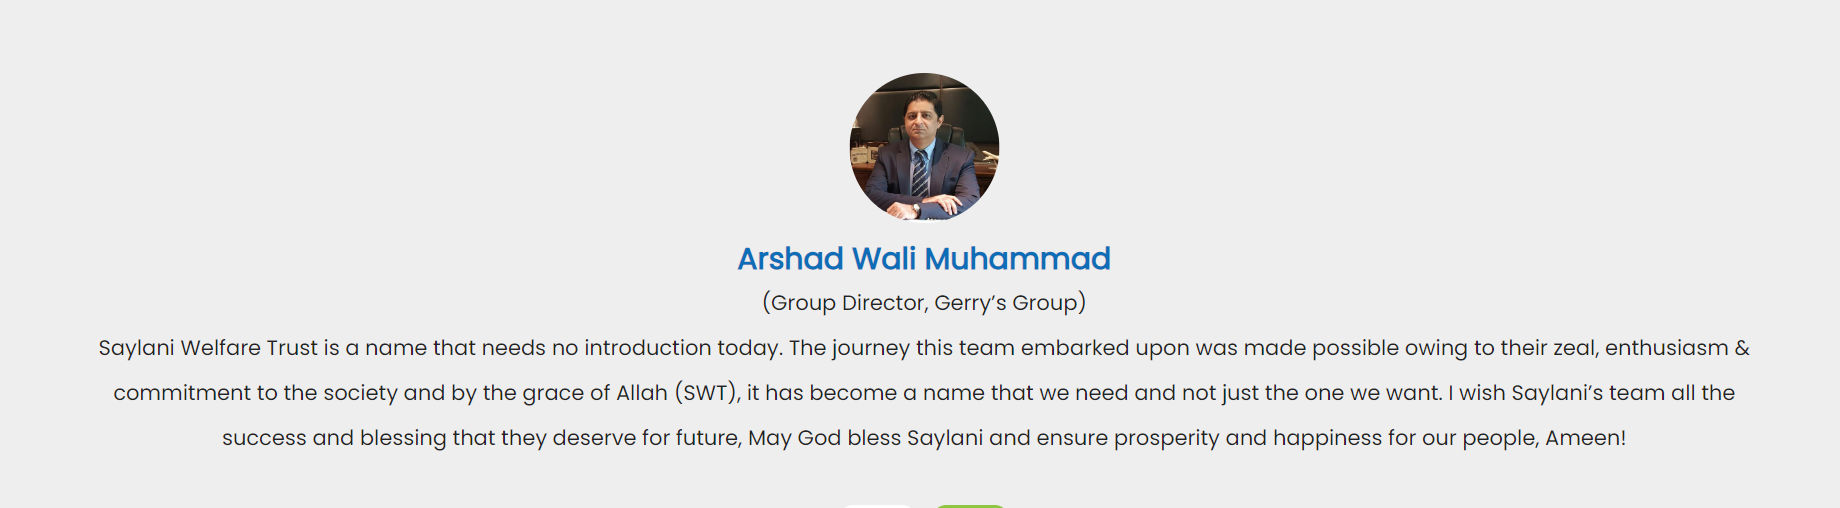 Arshad Wali Muhammad
(Group Director, Gerry’s Group)
Saylani Welfare Trust is a name that needs no introduction today. The journey this team embarked upon was made possible owing to their zeal, enthusiasm &
commitment to the society and by the grace of Allah (SWT), it has become a name that we need and not just the one we want. I wish Saylani’s team all the
success and blessing that they deserve for future, May God bless Saylani and ensure prosperity and happiness for our people, Ameen!